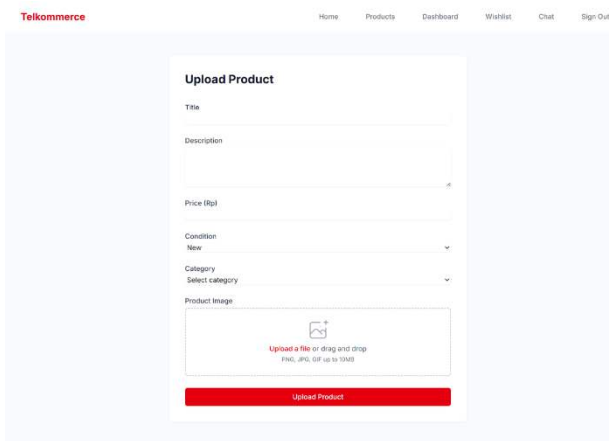 Telkommerce Home Products Dashboard Wishlist Chat Sign Out
Upload Product
Title
Description
Price (Rp)
Condition
New
Category
Select category
Product Image
Upload a file or drag and drop
PNG, JPG, GIF up to 10MB
Upload Product